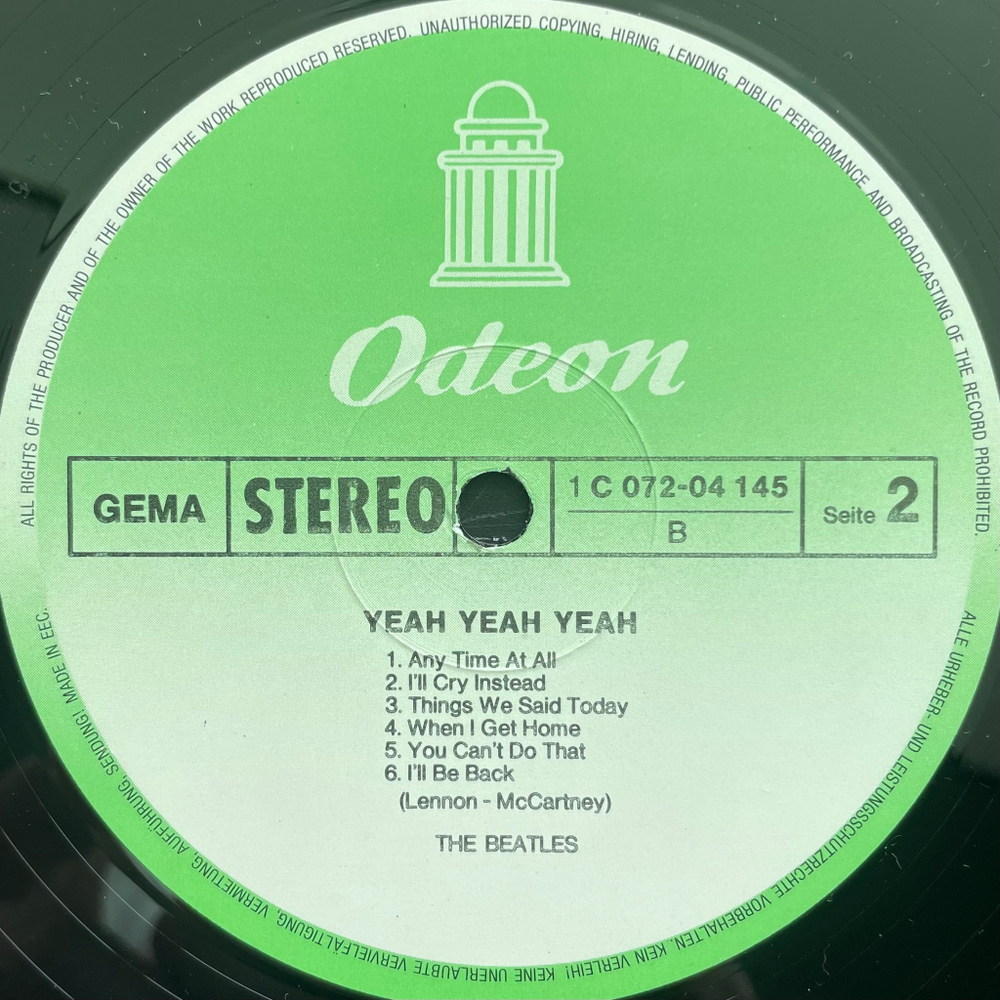 ALL RIGHTS OF THE PRODUCER AND OF THE OWNER OF THE WORK REPRODUCED RESERVED. UNAUTHORIZED COPYING, HIRING, LENDING, PUBLIC PERFORMANCE AND BROADCASTING OF THE RECORD PROHIBITED.
Odeon
GEMA
STEREO
1 C 072-04 145
B
Seite 2
YEAH YEAH YEAH
1. Any Time At All
2. I'll Cry Instead
3. Things We Said Today
4. When I Get Home
5. You Can't Do That
6. I'll Be Back
(Lennon - McCartney)
THE BEATLES
ALLE URHEBER- UND LEISTUNGSSCHUTZRECHTE VORBEHALTEN. KEIN VERLEIH! KEINE UNERLAUBTE VERVIELFÄLTIGUNG, VERMIETUNG, AUFFÜHRUNG, SENDUNG! MADE IN EEC.